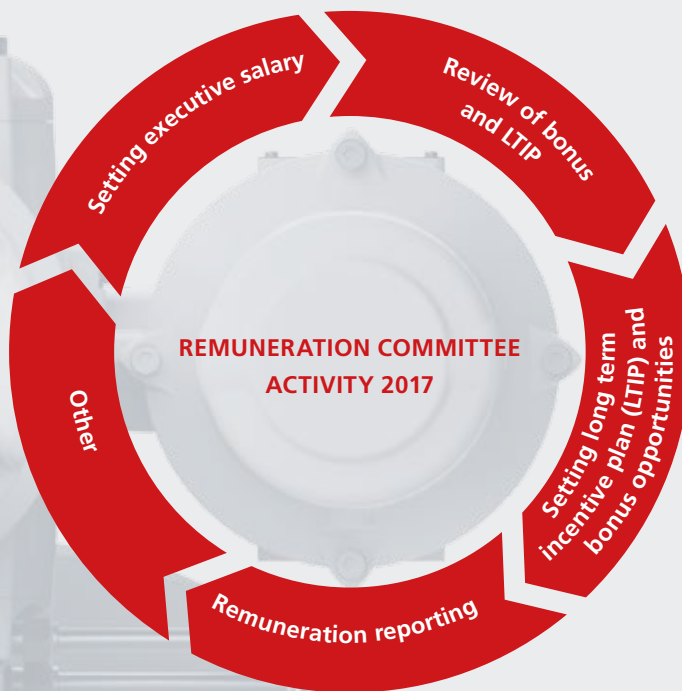 Setting executive salary
Review of bonus
and LTIP
Setting long term
incentive plan (LTIP) and
bonus opportunities
Remuneration reporting
Other
REMUNERATION COMMITTEE
ACTIVITY 2017